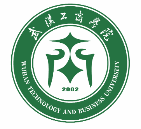 武汉工商学院
2002
WUHAN TECHNOLOGY AND BUSINESS UNIVERSITY